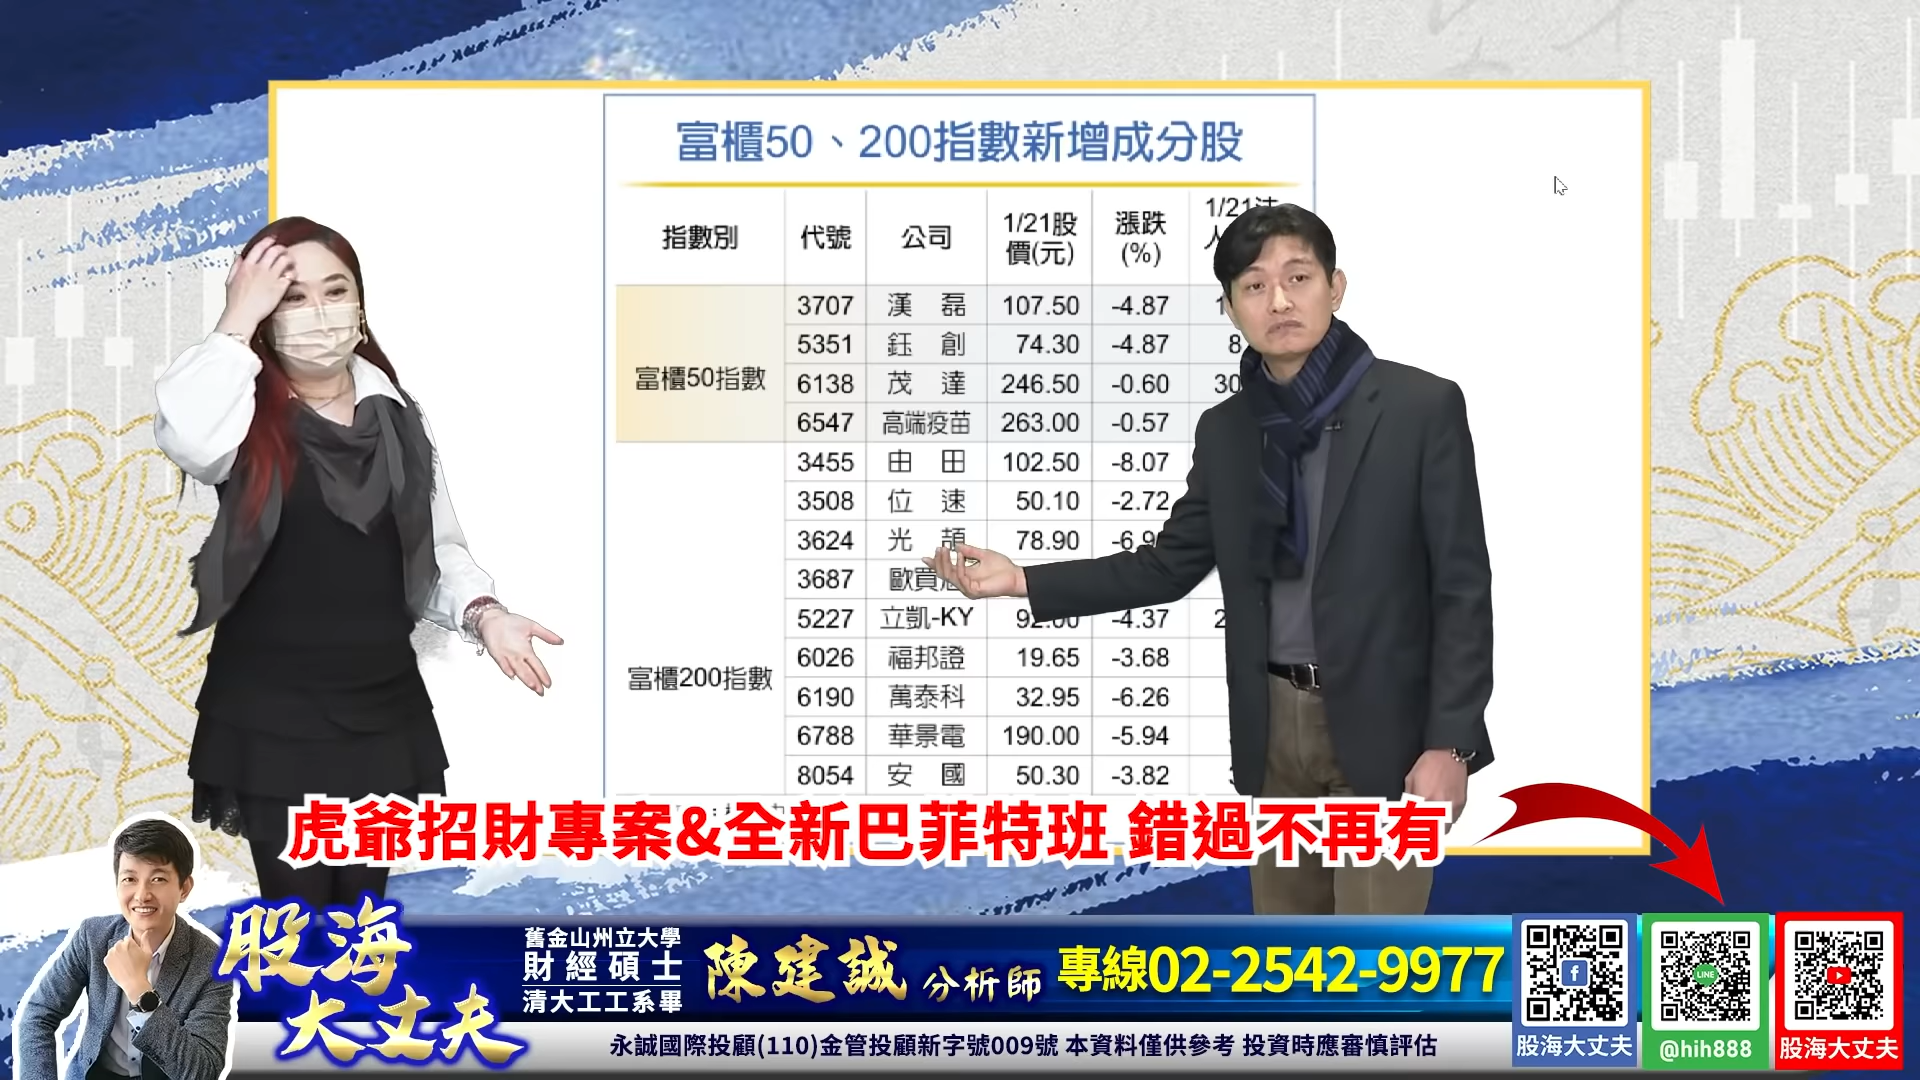 富櫃50、200指數新增成分股
指數別 代號 公司 1/21股價(元) 漲跌(%) 1/21
富櫃50指數
3707 漢磊 107.50 -4.87
5351 鈺創 74.30 -4.87 8
6138 茂達 246.50 -0.60 30
6547 高端疫苗 263.00 -0.57
富櫃200指數
3455 由田 102.50 -8.07
3508 位速 50.10 -2.72
3624 光頡 78.90
3687
5227 立凱-KY -4.37 2
6026 福邦證 19.65 -3.68
6190 萬泰科 32.95 -6.26
6788 華景電 190.00 -5.94
8054 安國 50.30 -3.82
虎爺招財專案&全新巴菲特班 錯過不再有
股海
大丈夫
舊金山州立大學
財經碩士
清大工工系畢
陳建誠 分析師
專線02-2542-9977
永誠國際投顧(110)金管投顧新字號009號 本資料僅供參考 投資時應審慎評估
股海大丈夫
LINE
@hih888
股海大丈夫